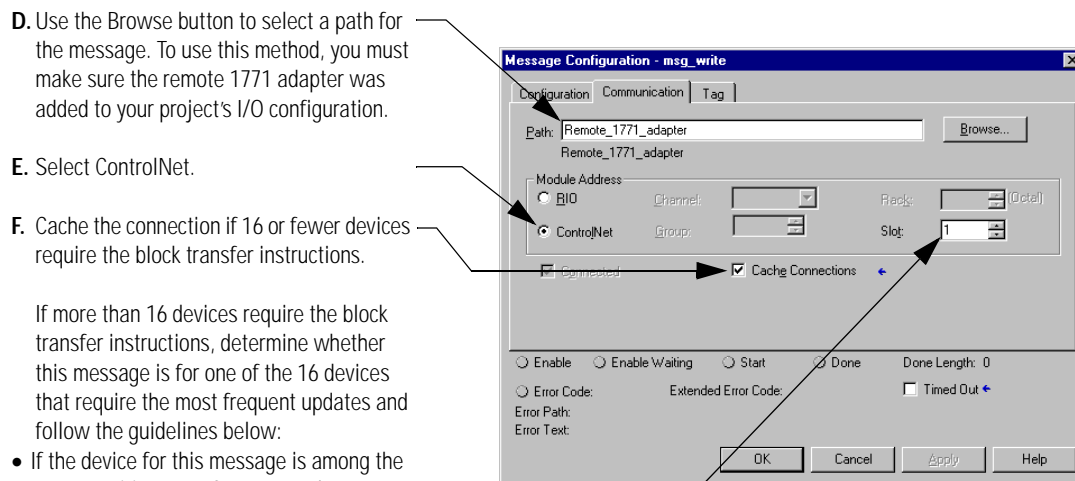 D. Use the Browse button to select a path for
the message. To use this method, you must
make sure the remote 1771 adapter was
added to your project's I/O configuration.
E. Select ControlNet.
F. Cache the connection if 16 or fewer devices
require the block transfer instructions.
If more than 16 devices require the block
transfer instructions, determine whether
this message is for one of the 16 devices
that require the most frequent updates and
follow the guidelines below:
• If the device for this message is among the
Message Configuration - msg_write
Configuration Communication Tag
Path: Remote_1771_adapter Browse...
Remote_1771_adapter
Module Address
RIO Channel: Rack: (Octal)
ControlNet Group: Slot: 1
Connected Cache Connections
Enable Enable Waiting Start Done Done Length: 0
Error Code: Extended Error Code: Timed Out
Error Path:
Error Text:
OK Cancel Apply Help